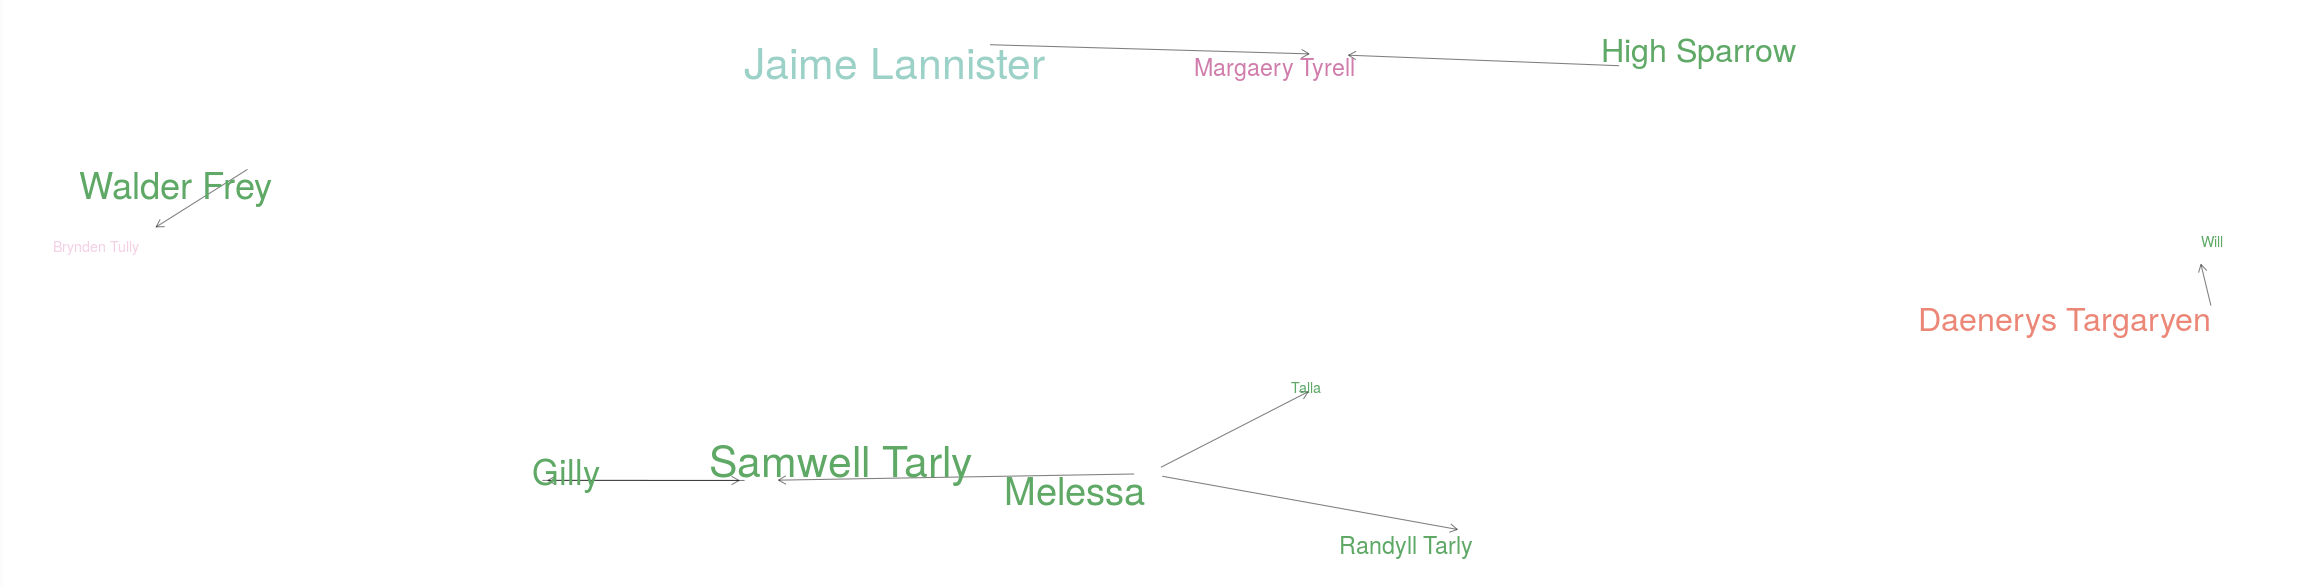 Jaime Lannister
Margaery Tyrell
High Sparrow
Walder Frey
Brynden Tully
Will
Daenerys Targaryen
Talla
Gilly
Samwell Tarly
Melessa
Randyll Tarly